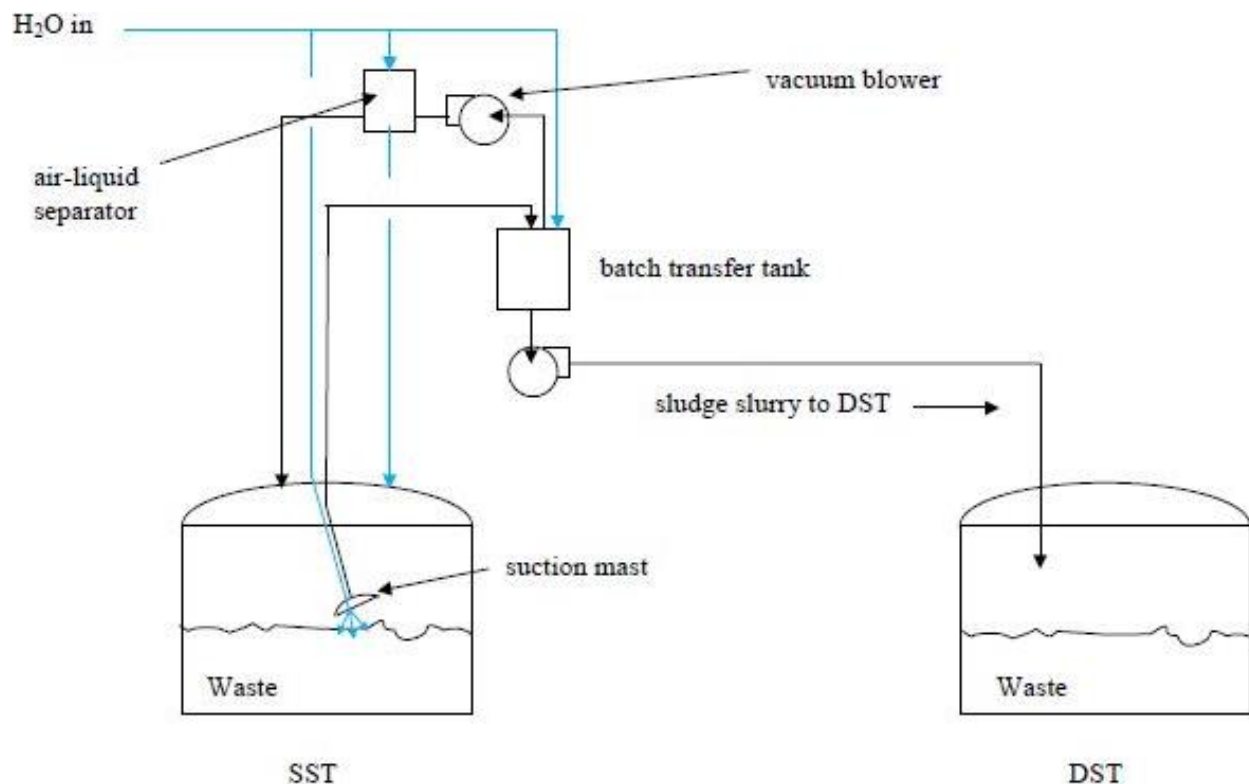 H₂O in
vacuum blower
air-liquid
separator
batch transfer tank
sludge slurry to DST
suction mast
Waste
Waste
SST
DST